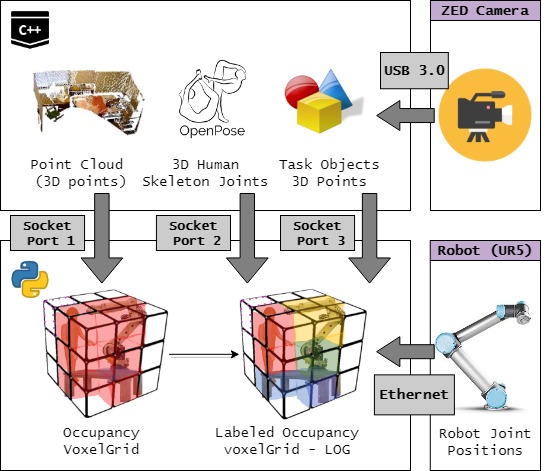 C++
ZED Camera
USB 3.0
OpenPose
Point Cloud
(3D points)
3D Human
Skeleton Joints
Task Objects
3D Points
Socket
Port 1
Socket
Port 2
Socket
Port 3
Robot (UR5)
Ethernet
Occupancy
VoxelGrid
Labeled Occupancy
voxelGrid - LOG
Robot Joint
Positions